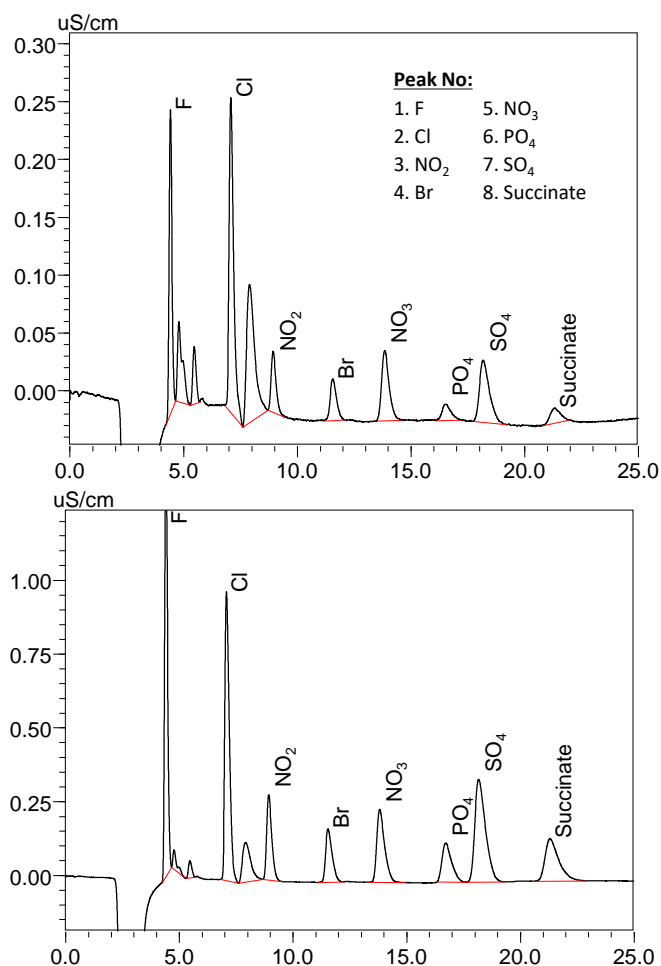 uS/cm
0.30
0.25
0.20
0.15
0.10
0.05
0.00
F
Cl
NO₂
Br
NO₃
PO₄
SO₄
Succinate
Peak No:
1. F 5. NO₃
2. Cl 6. PO₄
3. NO₂ 7. SO₄
4. Br 8. Succinate
0.0 5.0 10.0 15.0 20.0 25.0
uS/cm
1.00
0.75
0.50
0.25
0.00
F
Cl
NO₂
Br
NO₃
PO₄
SO₄
Succinate
0.0 5.0 10.0 15.0 20.0 25.0